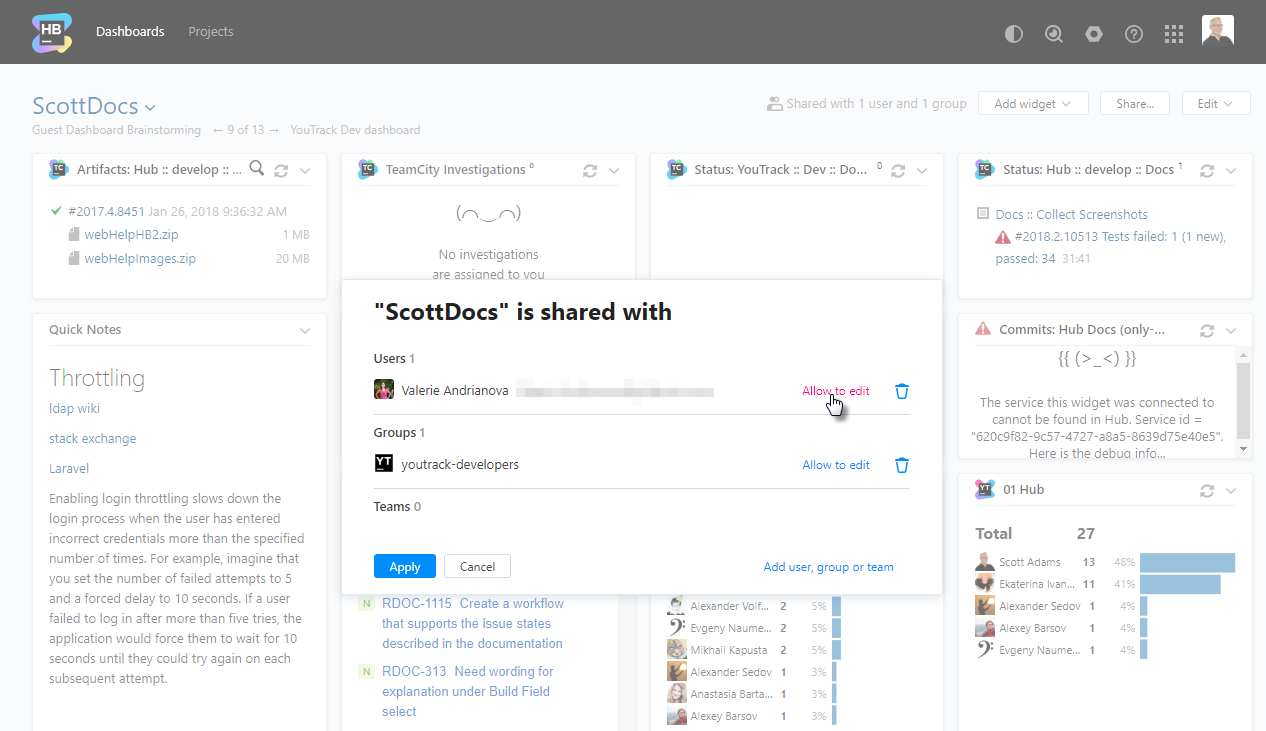 HB
Dashboards Projects
ScottDocs
Shared with 1 user and 1 group Add widget Share... Edit
Guest Dashboard Brainstorming ← 9 of 13 → YouTrack Dev dashboard
TC Artifacts: Hub :: develop :: ...
#2017.4.8451 Jan 26, 2018 9:36:32 AM
webHelpHB2.zip 1 MB
webHelpImages.zip 20 MB
TC TeamCity Investigations 0
No investigations
are assigned to you
TC Status: YouTrack :: Dev :: Do... 0
TC Status: Hub :: develop :: Docs 1
Docs :: Collect Screenshots
#2018.2.10513 Tests failed: 1 (1 new),
passed: 34 31:41
"ScottDocs" is shared with
Users 1
Valerie Andrianova Allow to edit
Groups 1
YT youtrack-developers Allow to edit
Teams 0
Apply Cancel Add user, group or team
Quick Notes
Throttling
ldap wiki
stack exchange
Laravel
Enabling login throttling slows down the
login process when the user has entered
incorrect credentials more than the specified
number of times. For example, imagine that
you set the number of failed attempts to 5
and a forced delay to 10 seconds. If a user
failed to log in after more than five tries, the
application would force them to wait for 10
seconds until they could try again on each
subsequent attempt.
N RDOC-1115 Create a workflow
that supports the issue states
described in the documentation
N RDOC-313 Need wording for
explanation under Build Field
select
Alexander Volf... 2 5%
Evgeny Naume... 2 5%
Mikhail Kapusta 2 5%
Alexander Sedov 1 3%
Anastasia Barta... 1 3%
Alexey Barsov 1 3%
Commits: Hub Docs (only-...
{{ (>_<) }}
The service this widget was connected to
cannot be found in Hub. Service id =
"620c9f82-9c57-4727-a8a5-8639d75e40e5".
Here is the debug info...
YT 01 Hub
Total 27
Scott Adams 13 48%
Ekaterina Ivan... 11 41%
Alexander Sedov 1 4%
Alexey Barsov 1 4%
Evgeny Naume... 1 4%